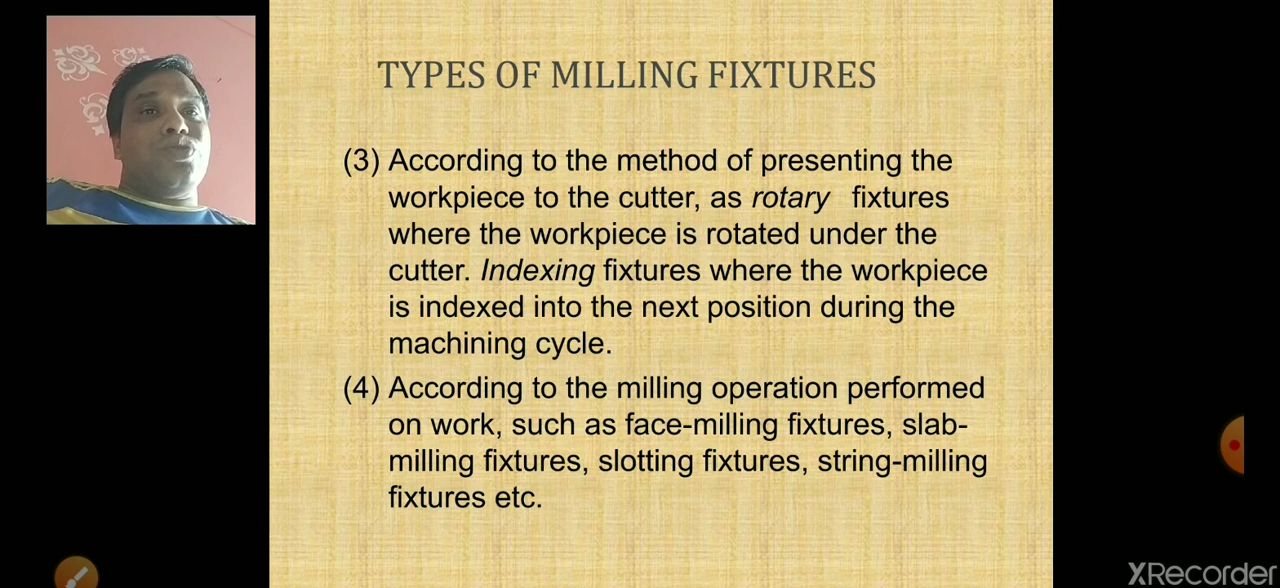 TYPES OF MILLING FIXTURES
(3) According to the method of presenting the
workpiece to the cutter, as rotary fixtures
where the workpiece is rotated under the
cutter. Indexing fixtures where the workpiece
is indexed into the next position during the
machining cycle.
(4) According to the milling operation performed
on work, such as face-milling fixtures, slab-
milling fixtures, slotting fixtures, string-milling
fixtures etc.
XRecorder